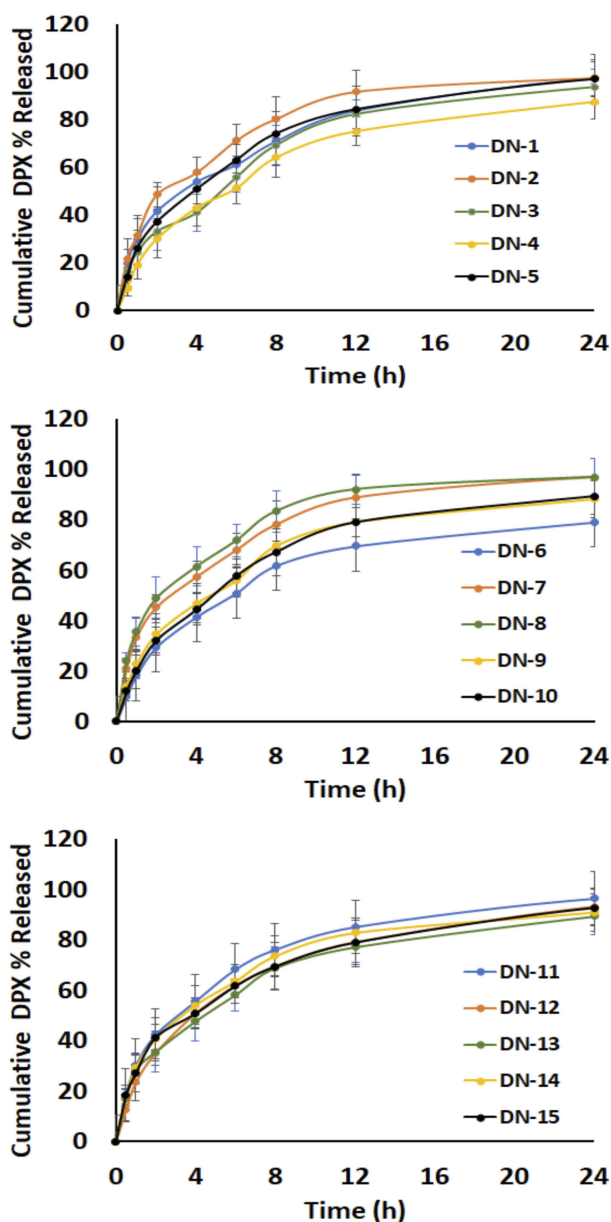 Cumulative DPX % Released
120
100
80
60
40
20
0
DN-1
DN-2
DN-3
DN-4
DN-5
0 4 8 12 16 20 24
Time (h)
Cumulative DPX % Released
120
100
80
60
40
20
0
DN-6
DN-7
DN-8
DN-9
DN-10
0 4 8 12 16 20 24
Time (h)
Cumulative DPX % Released
120
100
80
60
40
20
0
DN-11
DN-12
DN-13
DN-14
DN-15
0 4 8 12 16 20 24
Time (h)